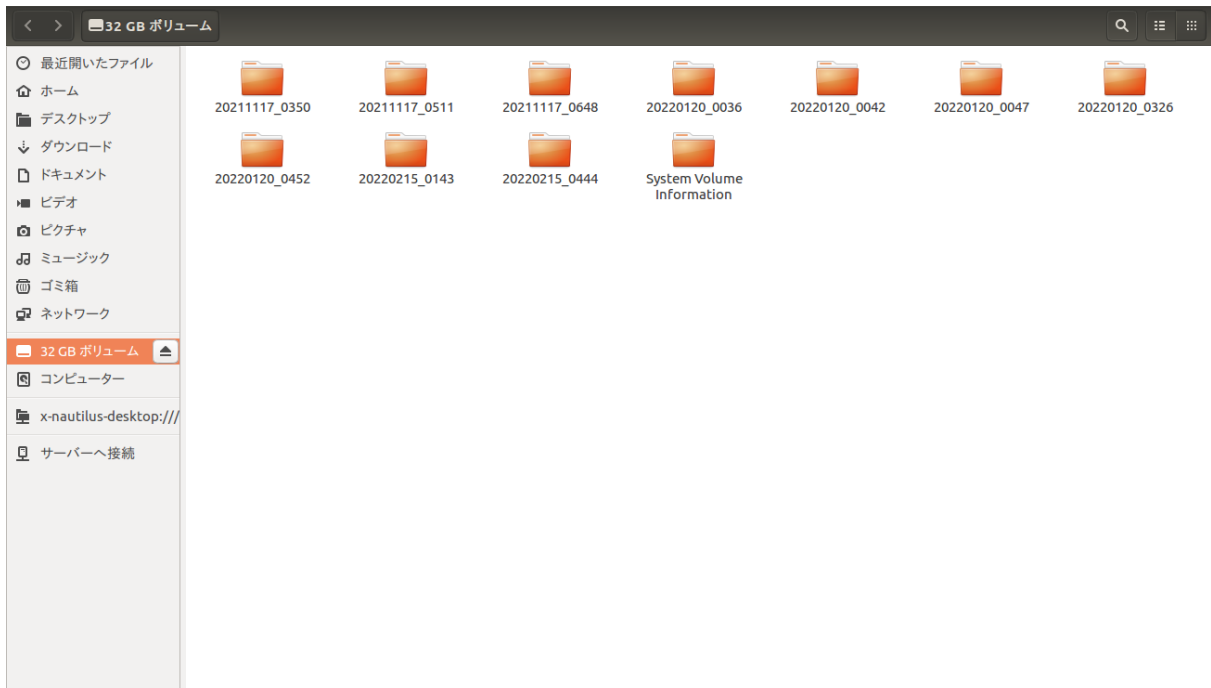 32 GB ボリューム
最近開いたファイル
ホーム
デスクトップ
ダウンロード
ドキュメント
ビデオ
ピクチャ
ミュージック
ゴミ箱
ネットワーク
32 GB ボリューム
コンピューター
x-nautilus-desktop:///
サーバーへ接続
20211117_0350
20211117_0511
20211117_0648
20220120_0036
20220120_0042
20220120_0047
20220120_0326
20220120_0452
20220215_0143
20220215_0444
System Volume
Information